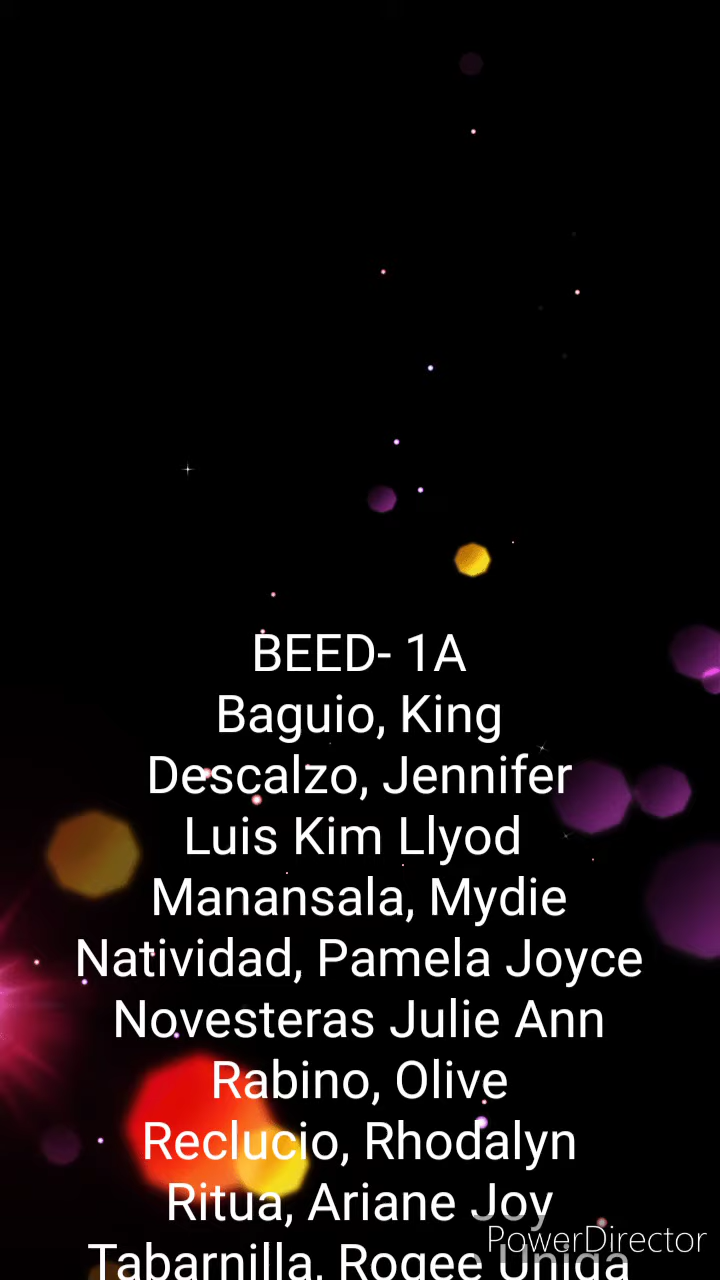 BEED- 1A
Baguio, King
Descalzo, Jennifer
Luis Kim Llyod
Manansala, Mydie
Natividad, Pamela Joyce
Novesteras Julie Ann
Rabino, Olive
Reclucio, Rhodalyn
Ritua, Ariane Joy
PowerDirector
Tabarnilla, Rogee Uniga